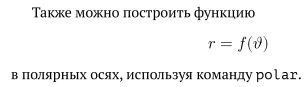 Также можно построить функцию
r = f(ϑ)
в полярных осях, используя команду polar.